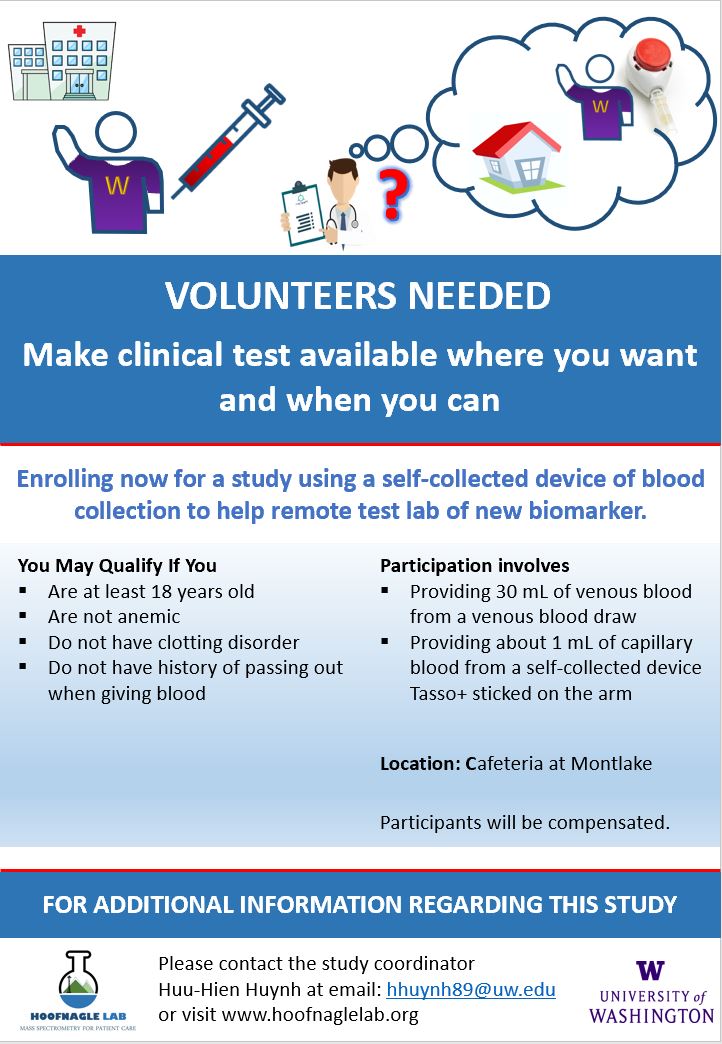 W
W
VOLUNTEERS NEEDED
Make clinical test available where you want
and when you can
Enrolling now for a study using a self-collected device of blood
collection to help remote test lab of new biomarker.
You May Qualify If You
▪ Are at least 18 years old
▪ Are not anemic
▪ Do not have clotting disorder
▪ Do not have history of passing out
when giving blood
Participation involves
▪ Providing 30 mL of venous blood
from a venous blood draw
▪ Providing about 1 mL of capillary
blood from a self-collected device
Tasso+ sticked on the arm
Location: Cafeteria at Montlake
Participants will be compensated.
FOR ADDITIONAL INFORMATION REGARDING THIS STUDY
HOOFNAGLE LAB
MASS SPECTROMETRY FOR PATIENT CARE
Please contact the study coordinator
Huu-Hien Huynh at email: hhuynh89@uw.edu
or visit www.hoofnaglelab.org
W
UNIVERSITY of
WASHINGTON